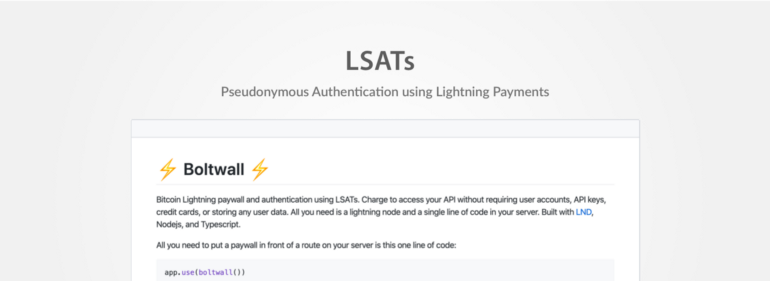 LSATs
Pseudonymous Authentication using Lightning Payments
⚡ Boltwall ⚡
Bitcoin Lightning paywall and authentication using LSATs. Charge to access your API without requiring user accounts, API keys,
credit cards, or storing any user data. All you need is a lightning node and a single line of code in your server. Built with LND,
Nodejs, and Typescript.
All you need to put a paywall in front of a route on your server is this one line of code:
app.use(boltwall())